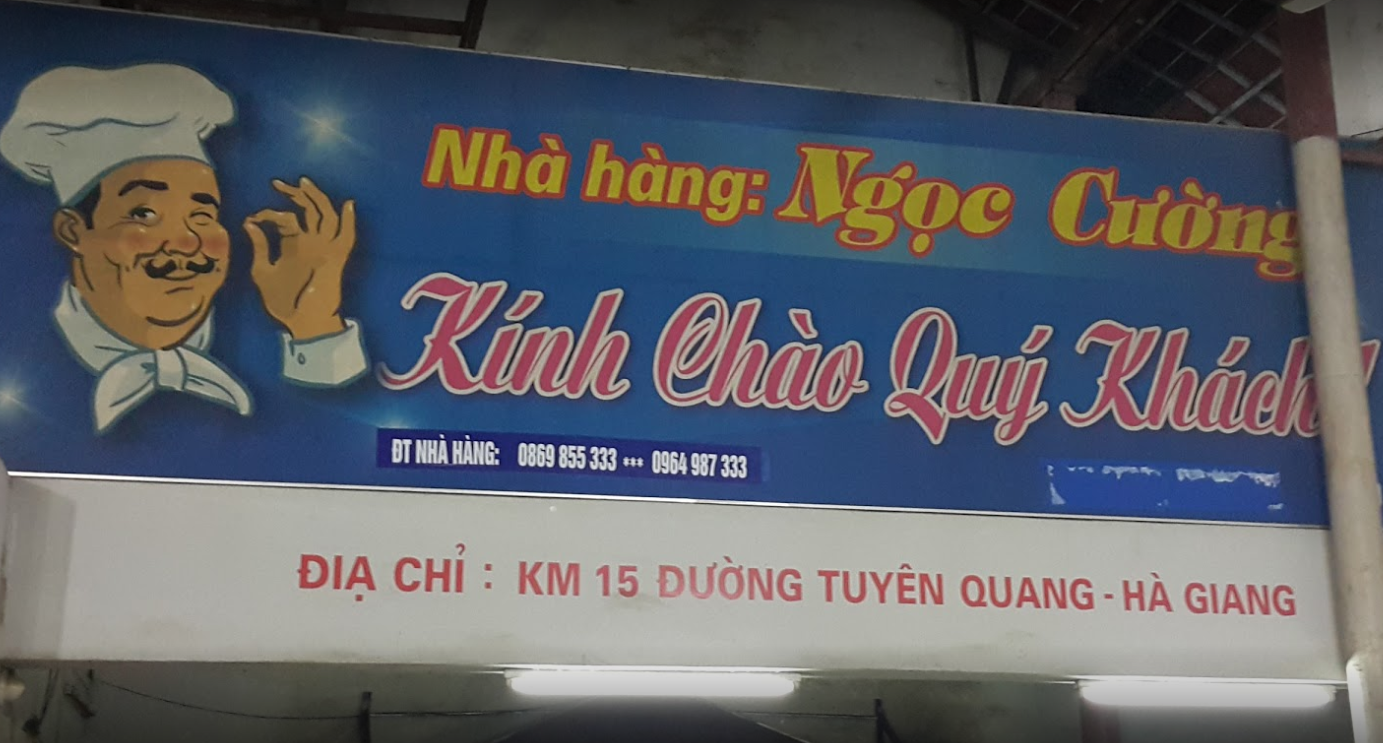 Nhà hàng: Ngọc Cường
Kính Chào Quý Khách!
ĐT NHÀ HÀNG: 0869 855 333 *** 0964 987 333
ĐỊA CHỈ : KM 15 ĐƯỜNG TUYÊN QUANG - HÀ GIANG